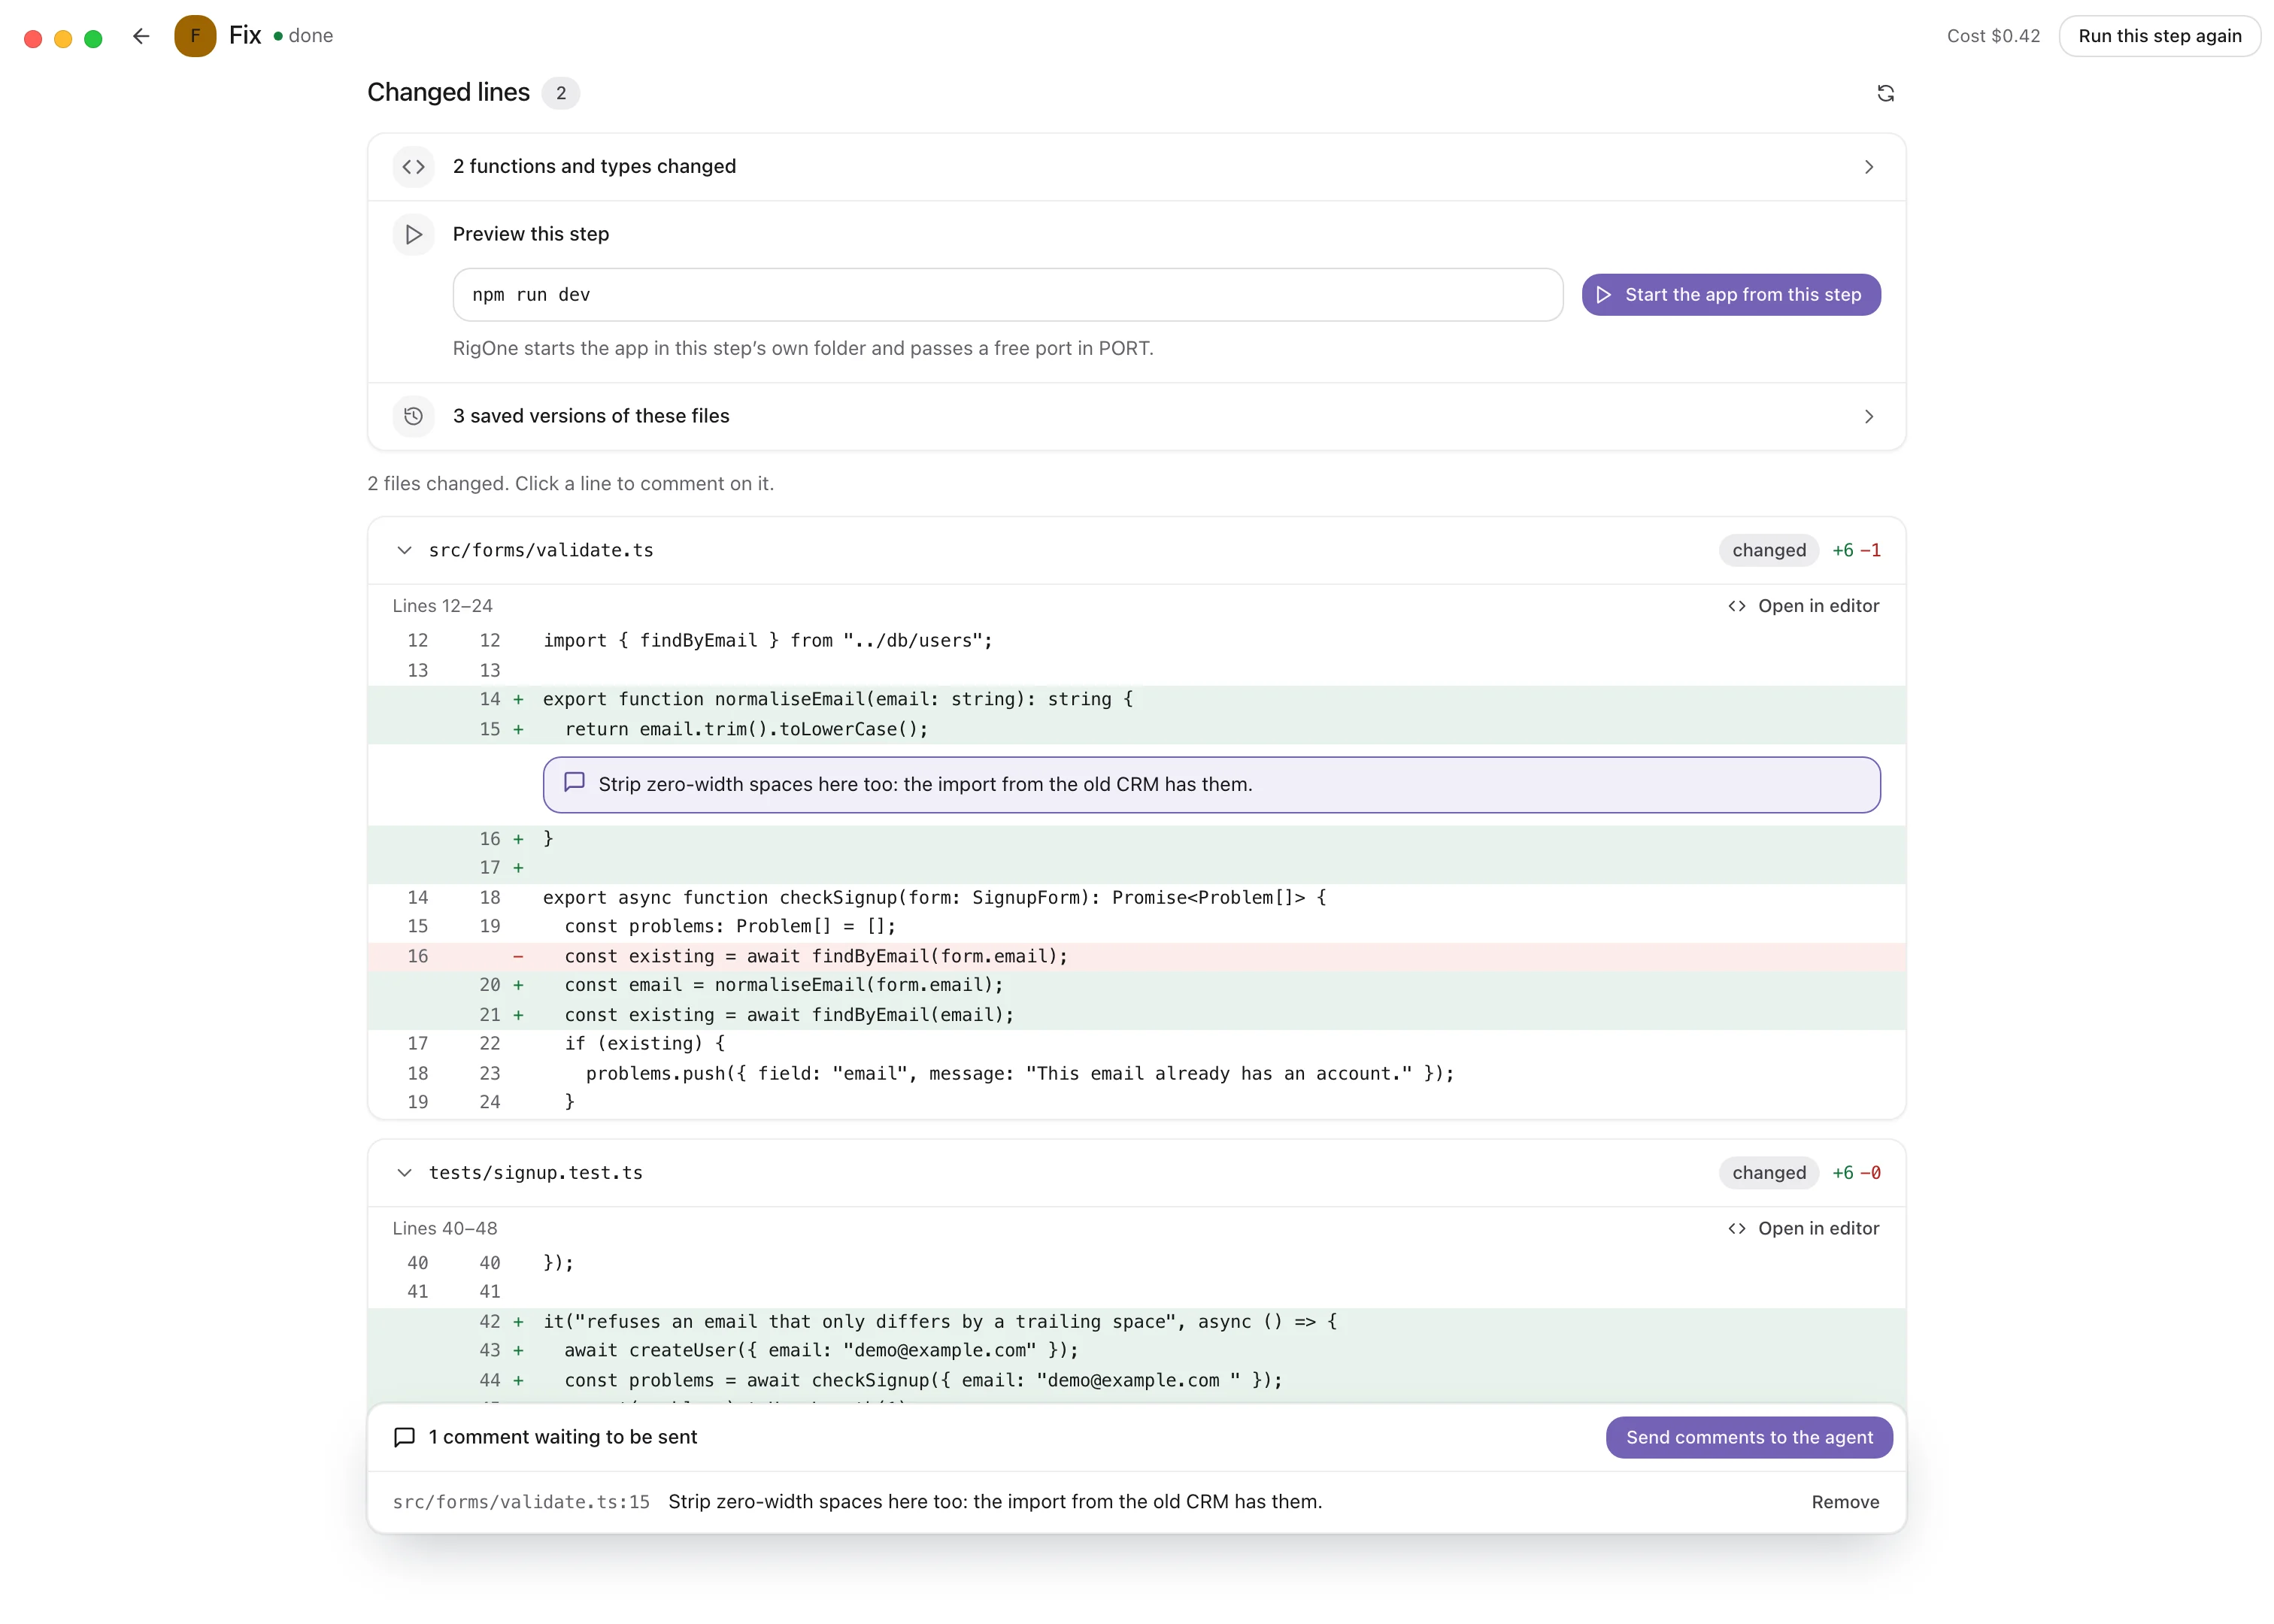 F Fix done Cost $0.42 Run this step again
Changed lines 2
2 functions and types changed
Preview this step
npm run dev Start the app from this step
RigOne starts the app in this step’s own folder and passes a free port in PORT.
3 saved versions of these files
2 files changed. Click a line to comment on it.
src/forms/validate.ts changed +6 −1
Lines 12–24 Open in editor
12 12 import { findByEmail } from "../db/users";
13 13
14 + export function normaliseEmail(email: string): string {
15 + return email.trim().toLowerCase();
Strip zero-width spaces here too: the import from the old CRM has them.
16 + }
17 +
14 18 export async function checkSignup(form: SignupForm): Promise<Problem[]> {
15 19 const problems: Problem[] = [];
16 − const existing = await findByEmail(form.email);
20 + const email = normaliseEmail(form.email);
21 + const existing = await findByEmail(email);
17 22 if (existing) {
18 23 problems.push({ field: "email", message: "This email already has an account." });
19 24 }
tests/signup.test.ts changed +6 −0
Lines 40–48 Open in editor
40 40 });
41 41
42 + it("refuses an email that only differs by a trailing space", async () => {
43 + await createUser({ email: "demo@example.com" });
44 + const problems = await checkSignup({ email: "demo@example.com " });
1 comment waiting to be sent Send comments to the agent
src/forms/validate.ts:15 Strip zero-width spaces here too: the import from the old CRM has them. Remove